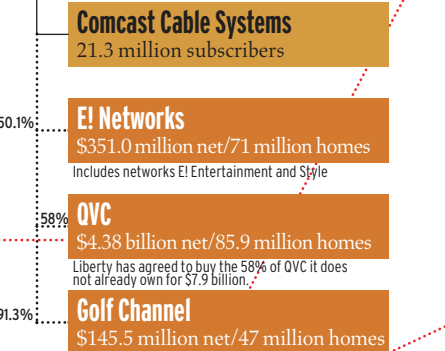 Comcast Cable Systems
21.3 million subscribers
50.1%
E! Networks
$351.0 million net/71 million homes
Includes networks E! Entertainment and Style
58%
QVC
$4.38 billion net/85.9 million homes
Liberty has agreed to buy the 58% of QVC it does
not already own for $7.9 billion.
91.3%
Golf Channel
$145.5 million net/47 million homes